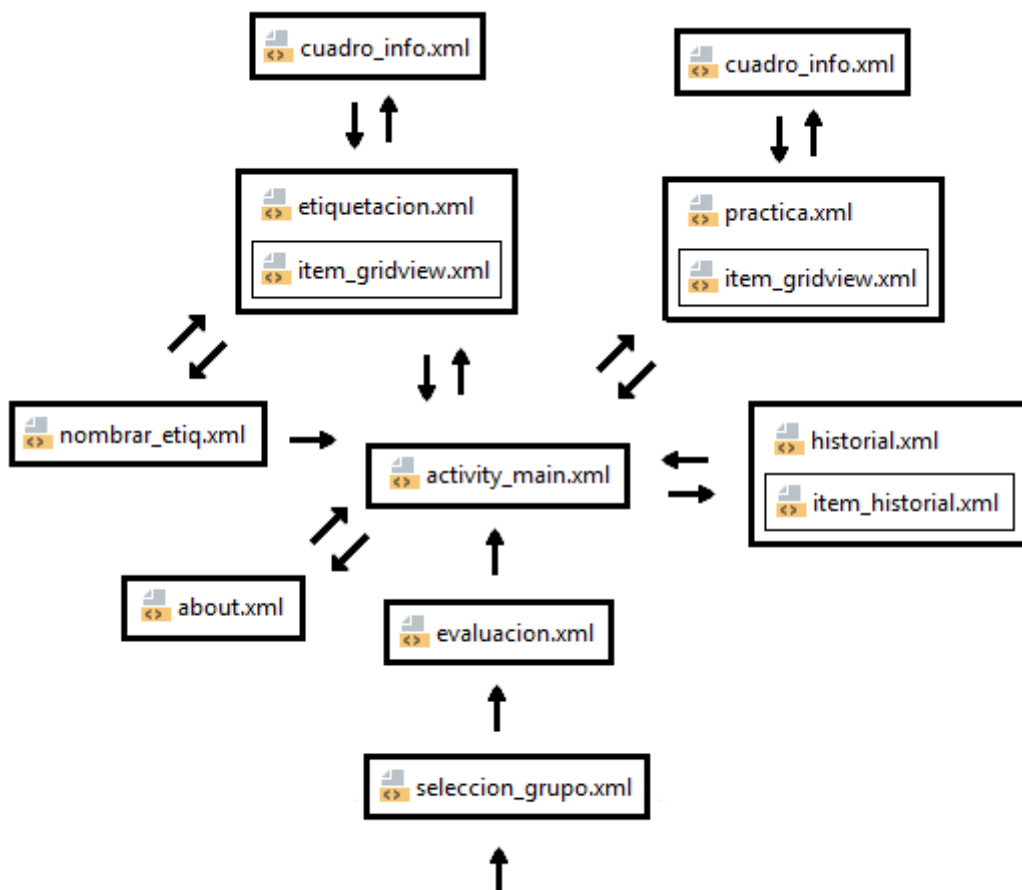 cuadro_info.xml
cuadro_info.xml
etiquetacion.xml
item_gridview.xml
practica.xml
item_gridview.xml
nombrar_etiq.xml
activity_main.xml
historial.xml
item_historial.xml
about.xml
evaluacion.xml
seleccion_grupo.xml